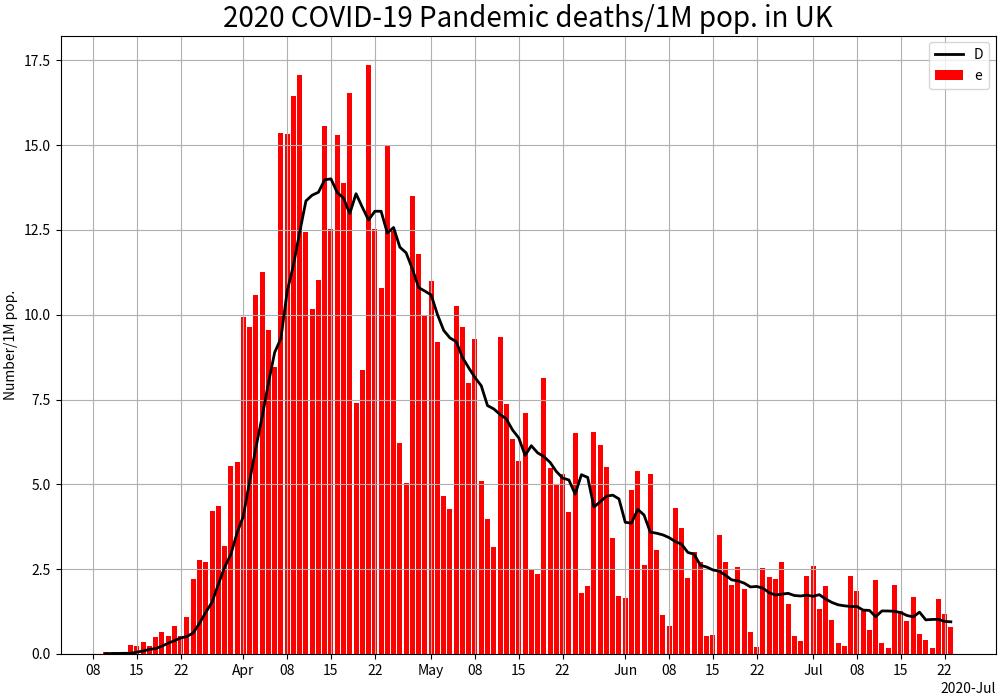 2020 COVID-19 Pandemic deaths/1M pop. in UK
D
e
17.5
15.0
12.5
10.0
7.5
5.0
2.5
0.0
Number/1M pop.
08 15 22 Apr 08 15 22 May 08 15 22 Jun 08 15 22 Jul 08 15 22
2020-Jul